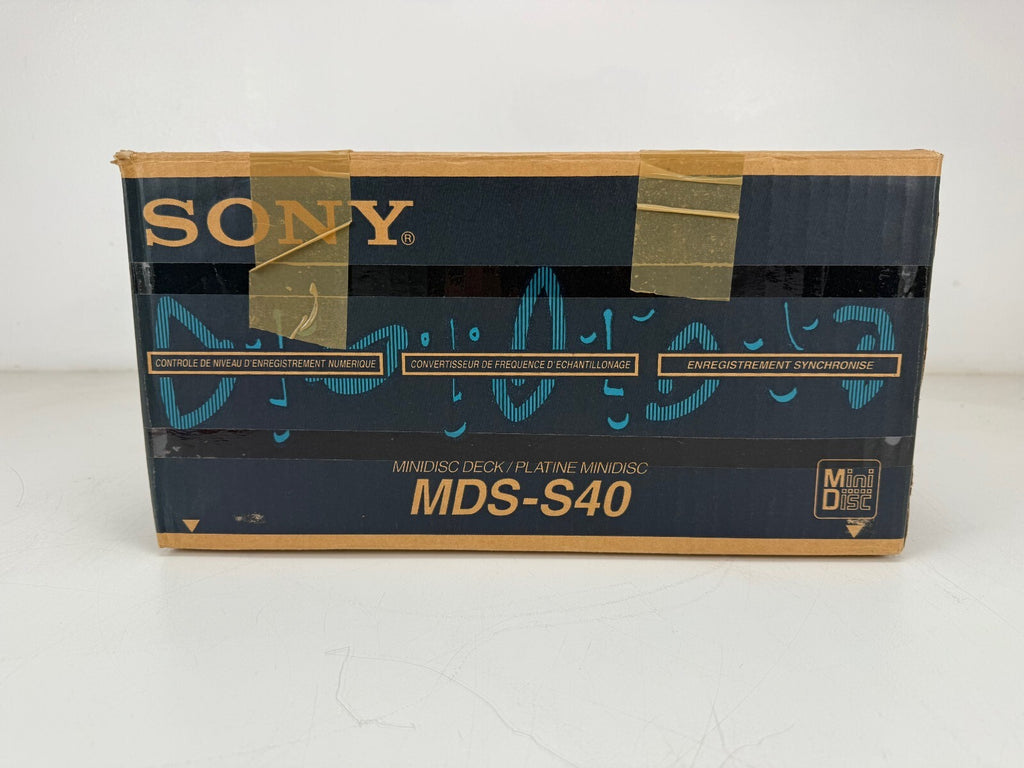 SONY®
CONTROLE DE NIVEAU D'ENREGISTREMENT NUMERIQUE
CONVERTISSEUR DE FREQUENCE D'ECHANTILLONAGE
ENREGISTREMENT SYNCHRONISE
MINIDISC DECK / PLATINE MINIDISC
MDS-S40
Mini
Disc